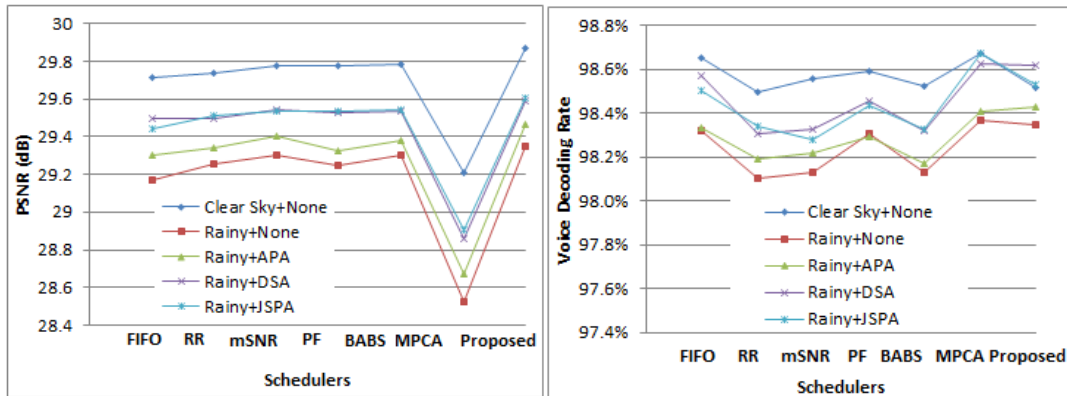 PSNR (dB)
30
29.8
29.6
29.4
29.2
29
28.8
28.6
28.4
Clear Sky+None
Rainy+None
Rainy+APA
Rainy+DSA
Rainy+JSPA
FIFO RR mSNR PF BABS MPCA Proposed
Schedulers
Voice Decoding Rate
98.8%
98.6%
98.4%
98.2%
98.0%
97.8%
97.6%
97.4%
Clear Sky+None
Rainy+None
Rainy+APA
Rainy+DSA
Rainy+JSPA
FIFO RR mSNR PF BABS MPCA Proposed
Schedulers